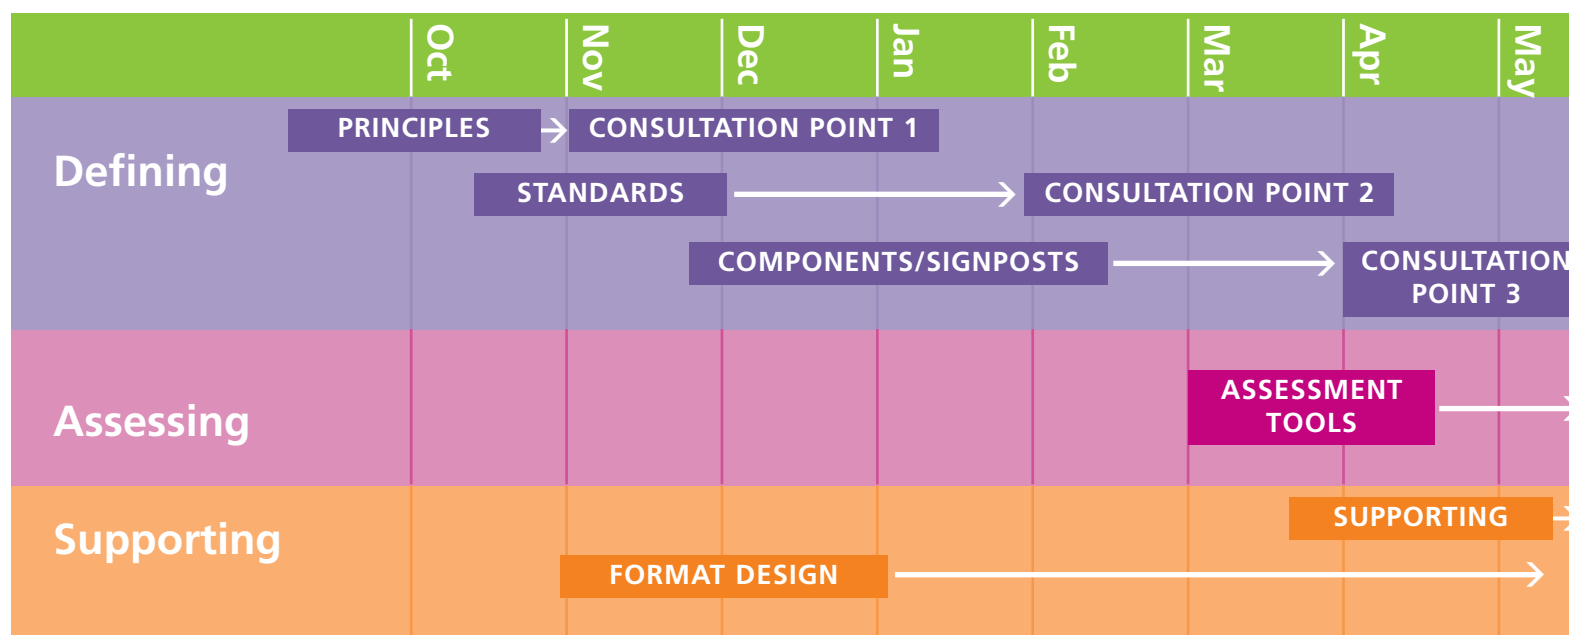 Oct
Nov
Dec
Jan
Feb
Mar
Apr
May
Defining
PRINCIPLES
CONSULTATION POINT 1
STANDARDS
CONSULTATION POINT 2
COMPONENTS/SIGNPOSTS
CONSULTATION
POINT 3
Assessing
ASSESSMENT
TOOLS
Supporting
SUPPORTING
FORMAT DESIGN